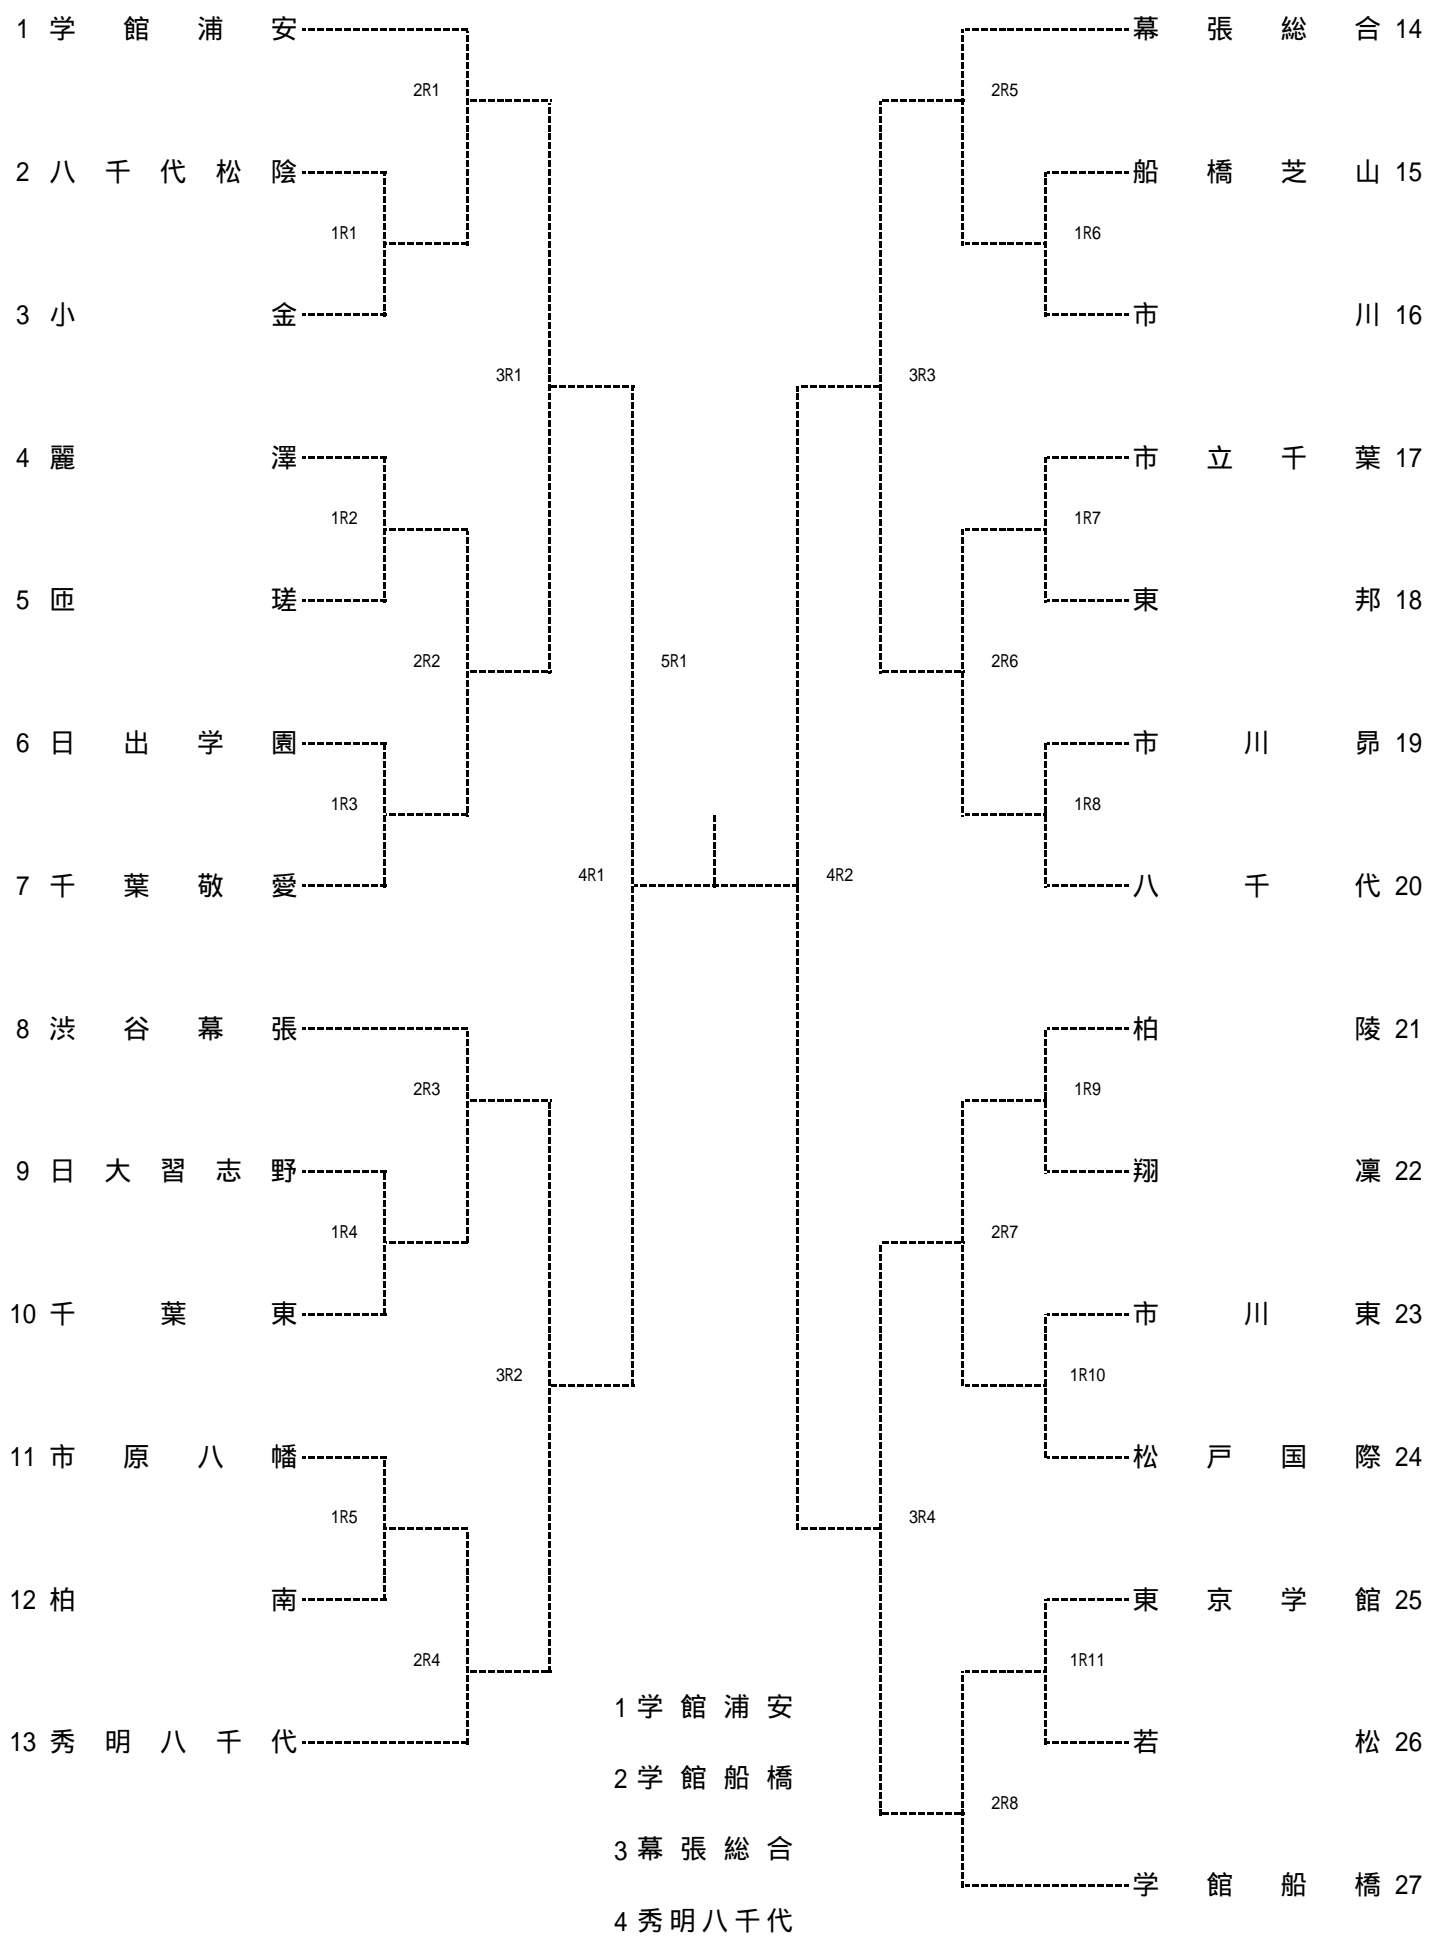 1 学館浦安
2R1
2 八千代松陰
1R1
3 小金
3R1
4 麗澤
1R2
5 匝瑳
2R2
6 日出学園
1R3
7 千葉敬愛
4R1
8 渋谷幕張
2R3
9 日大習志野
1R4
10 千葉東
3R2
11 市原八幡
1R5
12 柏南
2R4
13 秀明八千代
5R1
幕張総合 14
2R5
船橋芝山 15
1R6
市川 16
3R3
市立千葉 17
1R7
東邦 18
2R6
市川昴 19
1R8
八千代 20
4R2
柏陵 21
1R9
翔凜 22
2R7
市川東 23
1R10
松戸国際 24
3R4
東京学館 25
1R11
若松 26
2R8
学館船橋 27
1 学館浦安
2 学館船橋
3 幕張総合
4 秀明八千代